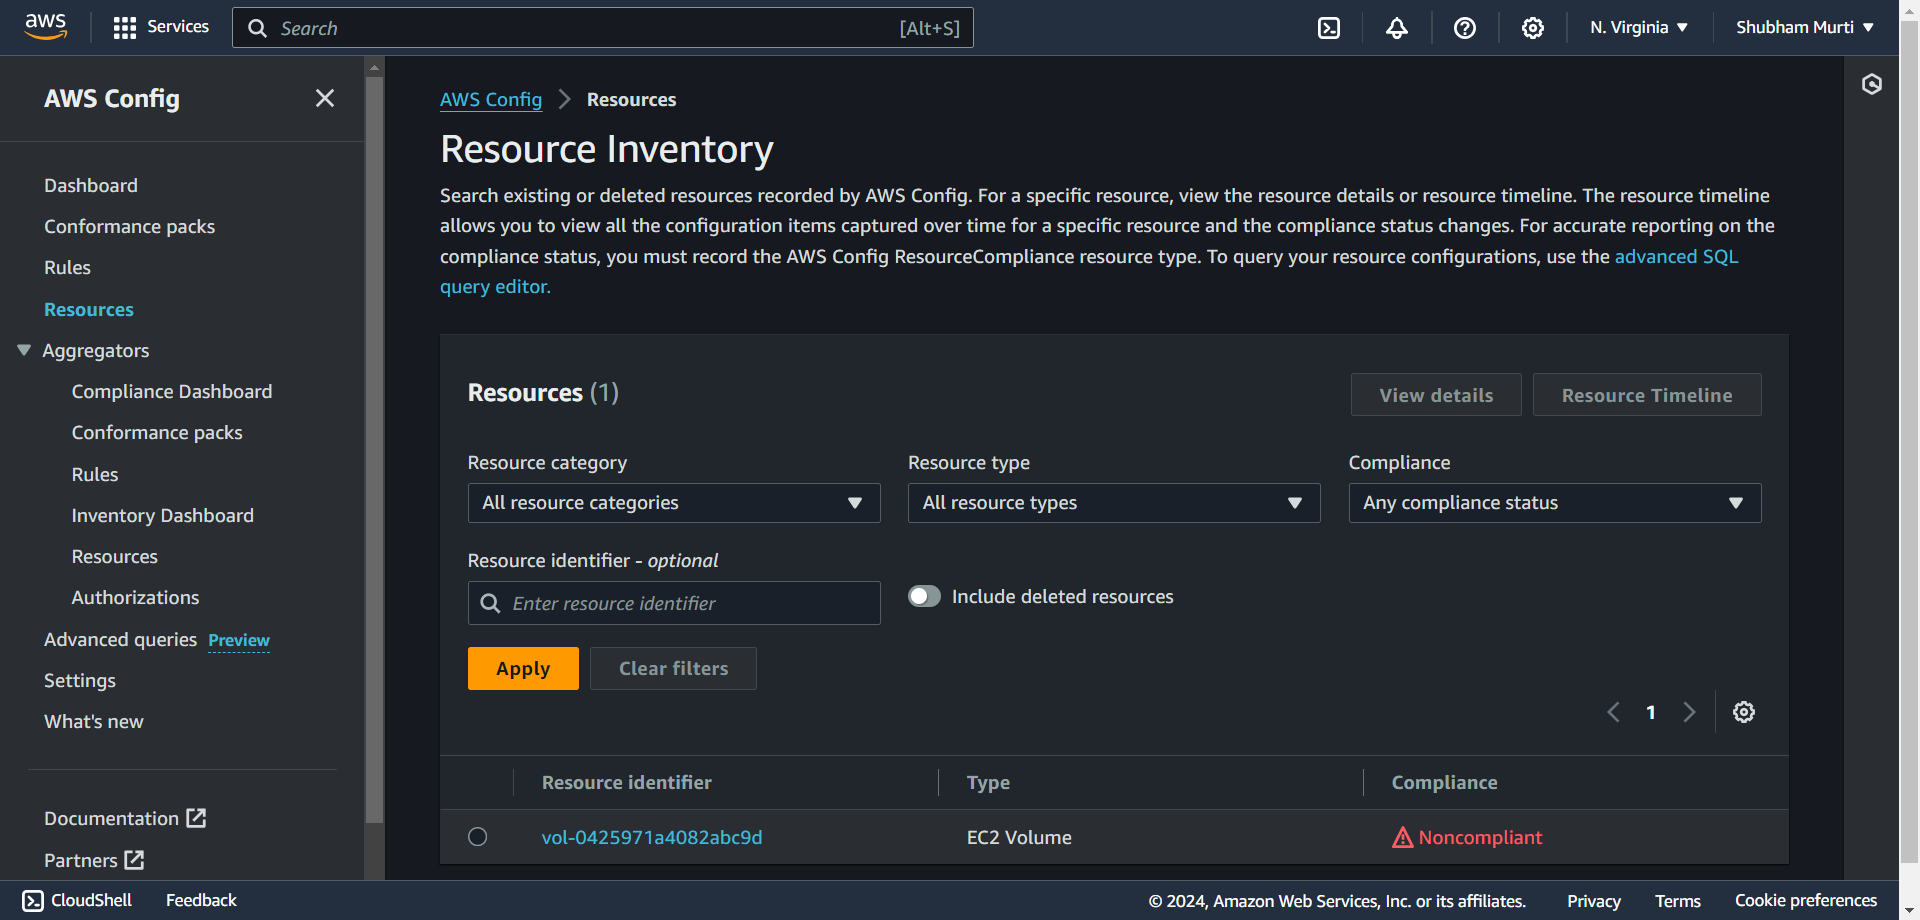 aws
Services
Search
[Alt+S]
N. Virginia
Shubham Murti
AWS Config
Dashboard
Conformance packs
Rules
Resources
Aggregators
Compliance Dashboard
Conformance packs
Rules
Inventory Dashboard
Resources
Authorizations
Advanced queries Preview
Settings
What's new
Documentation
Partners
AWS Config
Resources
Resource Inventory
Search existing or deleted resources recorded by AWS Config. For a specific resource, view the resource details or resource timeline. The resource timeline
allows you to view all the configuration items captured over time for a specific resource and the compliance status changes. For accurate reporting on the
compliance status, you must record the AWS Config ResourceCompliance resource type. To query your resource configurations, use the advanced SQL
query editor.
Resources (1)
View details
Resource Timeline
Resource category
Resource type
Compliance
All resource categories
All resource types
Any compliance status
Resource identifier - optional
Enter resource identifier
Include deleted resources
Apply
Clear filters
1
Resource identifier
Type
Compliance
vol-0425971a4082abc9d
EC2 Volume
Noncompliant
CloudShell
Feedback
© 2024, Amazon Web Services, Inc. or its affiliates.
Privacy
Terms
Cookie preferences